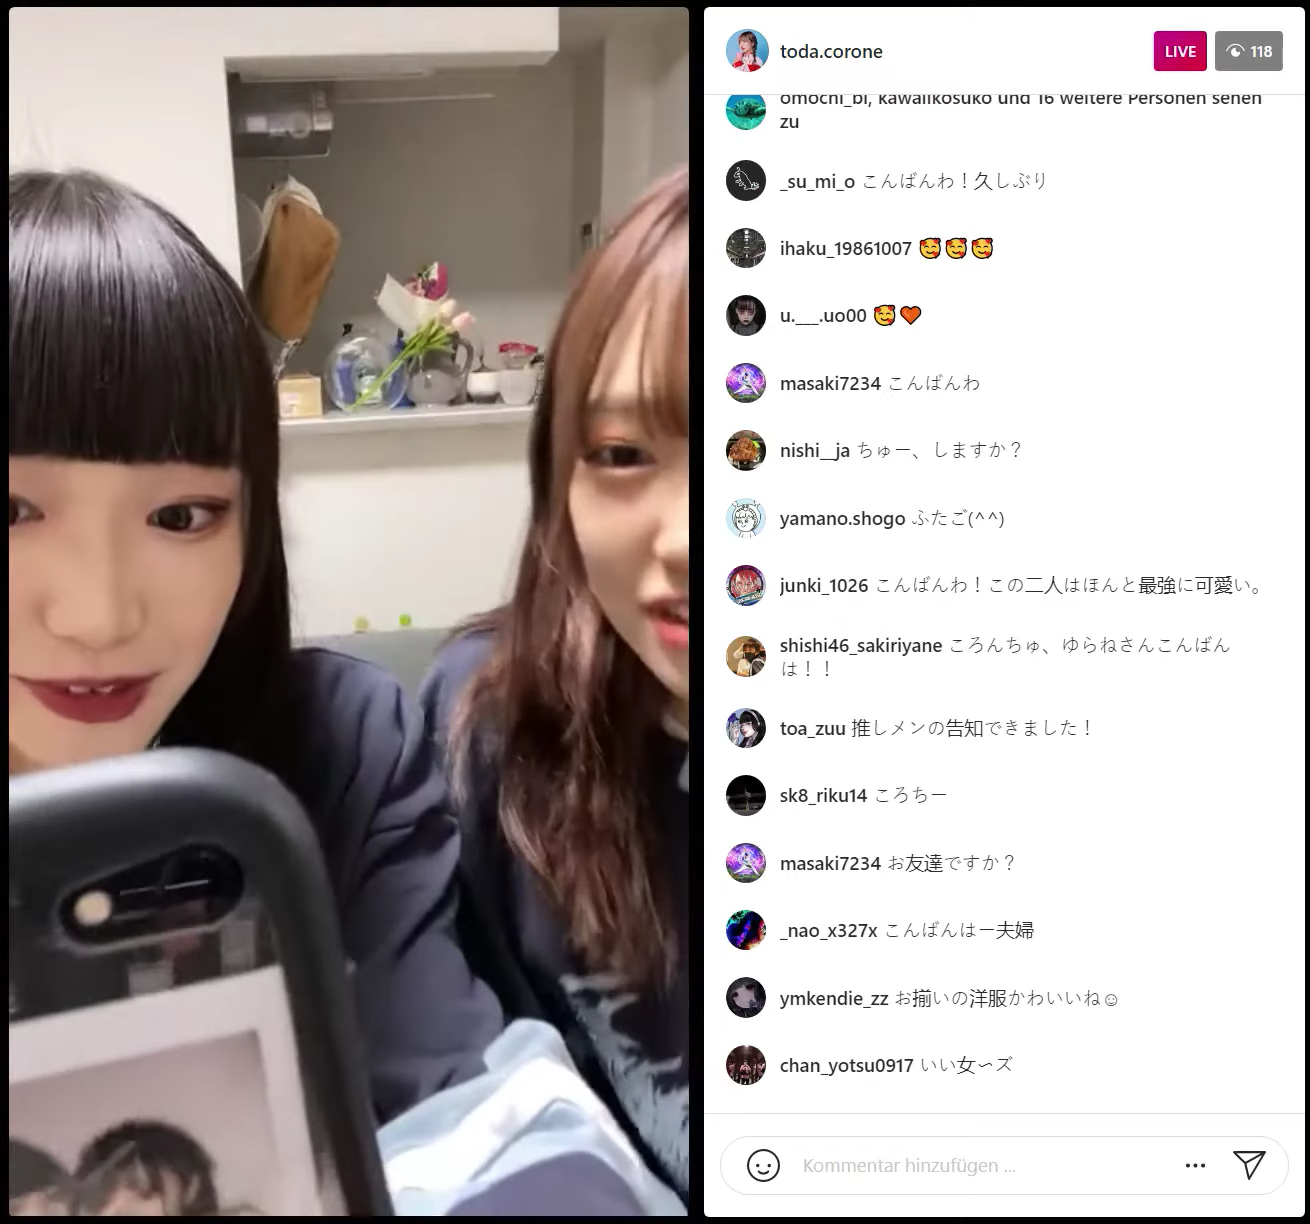 toda.corone
LIVE
118
omochi_bi, kawaiikosuko und 16 weitere Personen sehen
zu
_su_mi_o こんばんわ！久しぶり
ihaku_19861007 🥰🥰🥰
u.___.uo00 🥰❤️
masaki7234 こんばんわ
nishi__ja ちゅー、しますか？
yamano.shogo ふたご(^^)
junki_1026 こんばんわ！この二人はほんと最強に可愛い。
shishi46_sakiriyane ころんちゅ、ゆらねさんこんばん
は！！
toa_zuu 推しメンの告知できました！
sk8_riku14 ころちー
masaki7234 お友達ですか？
_nao_x327x こんばんはー夫婦
ymkendie_zz お揃いの洋服かわいいね☺
chan_yotsu0917 いい女〜ズ
Kommentar hinzufügen ...